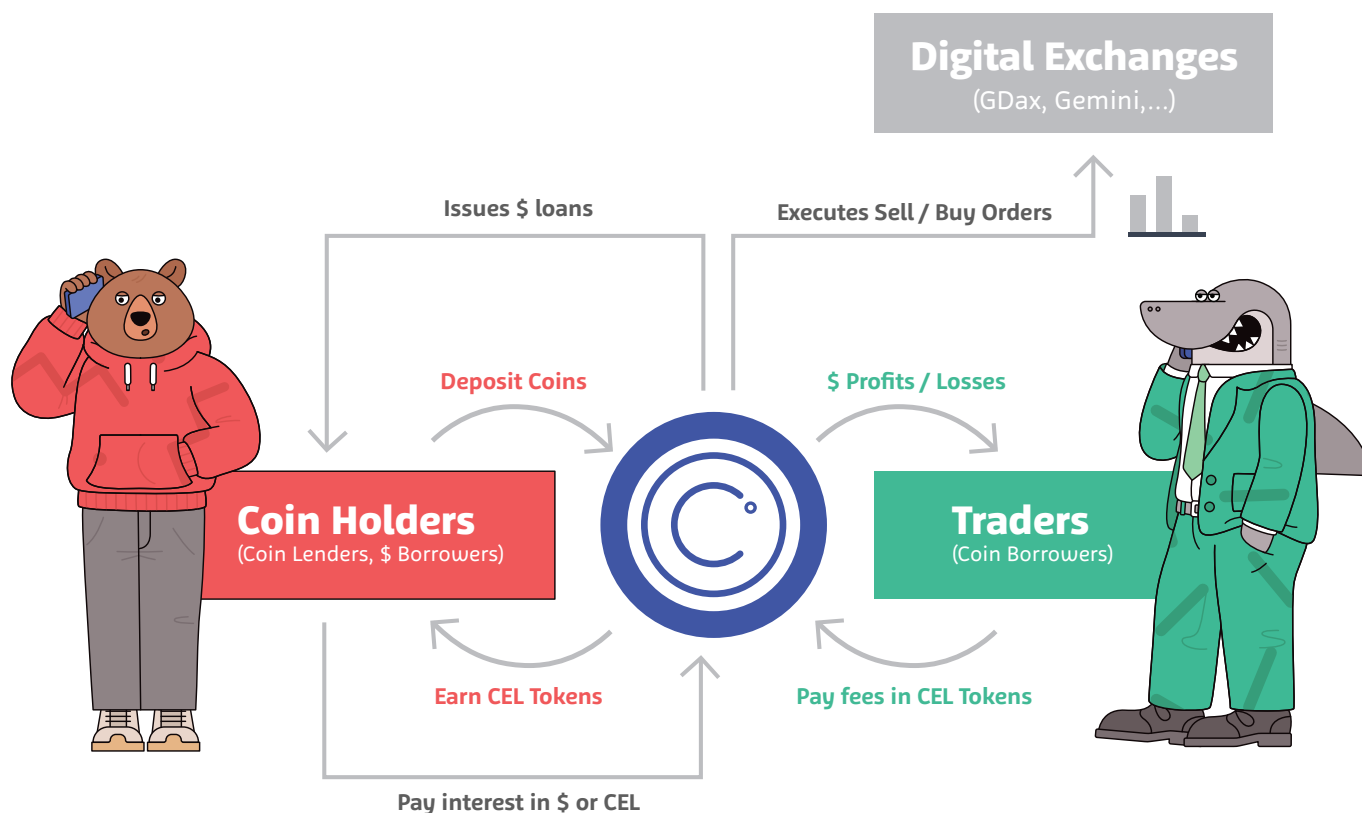 Digital Exchanges
(GDax, Gemini,...)
Issues $ loans
Executes Sell / Buy Orders
Deposit Coins
$ Profits / Losses
Coin Holders
(Coin Lenders, $ Borrowers)
Traders
(Coin Borrowers)
Earn CEL Tokens
Pay fees in CEL Tokens
Pay interest in $ or CEL